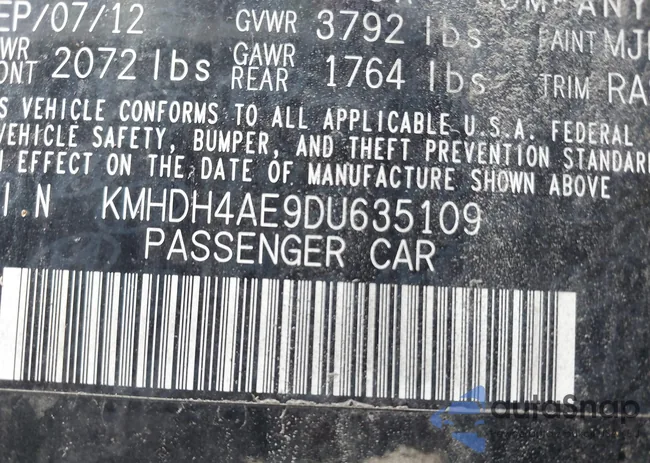 EP/07/12 GVWR 3792 lbs PAINT MJ
WR GAWR
ONT 2072 lbs REAR 1764 lbs TRIM RA
S VEHICLE CONFORMS TO ALL APPLICABLE U.S.A. FEDERAL
VEHICLE SAFETY, BUMPER, AND THEFT PREVENTION STANDAR
N EFFECT ON THE DATE OF MANUFACTURE SHOWN ABOVE
IN KMHDH4AE9DU635109
PASSENGER CAR
autoSnap